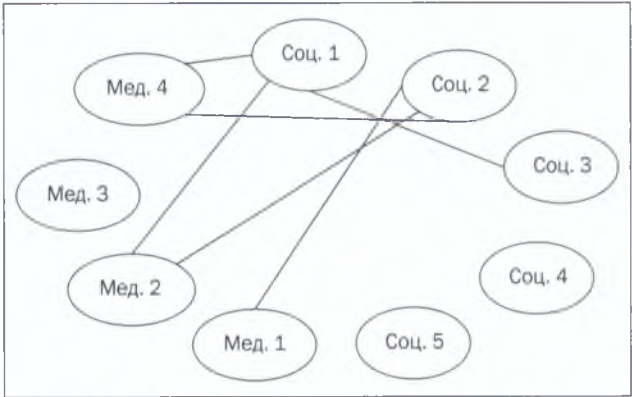 Соц. 1
Мед. 4
Соц. 2
Соц. 3
Мед. 3
Соц. 4
Мед. 2
Мед. 1
Соц. 5